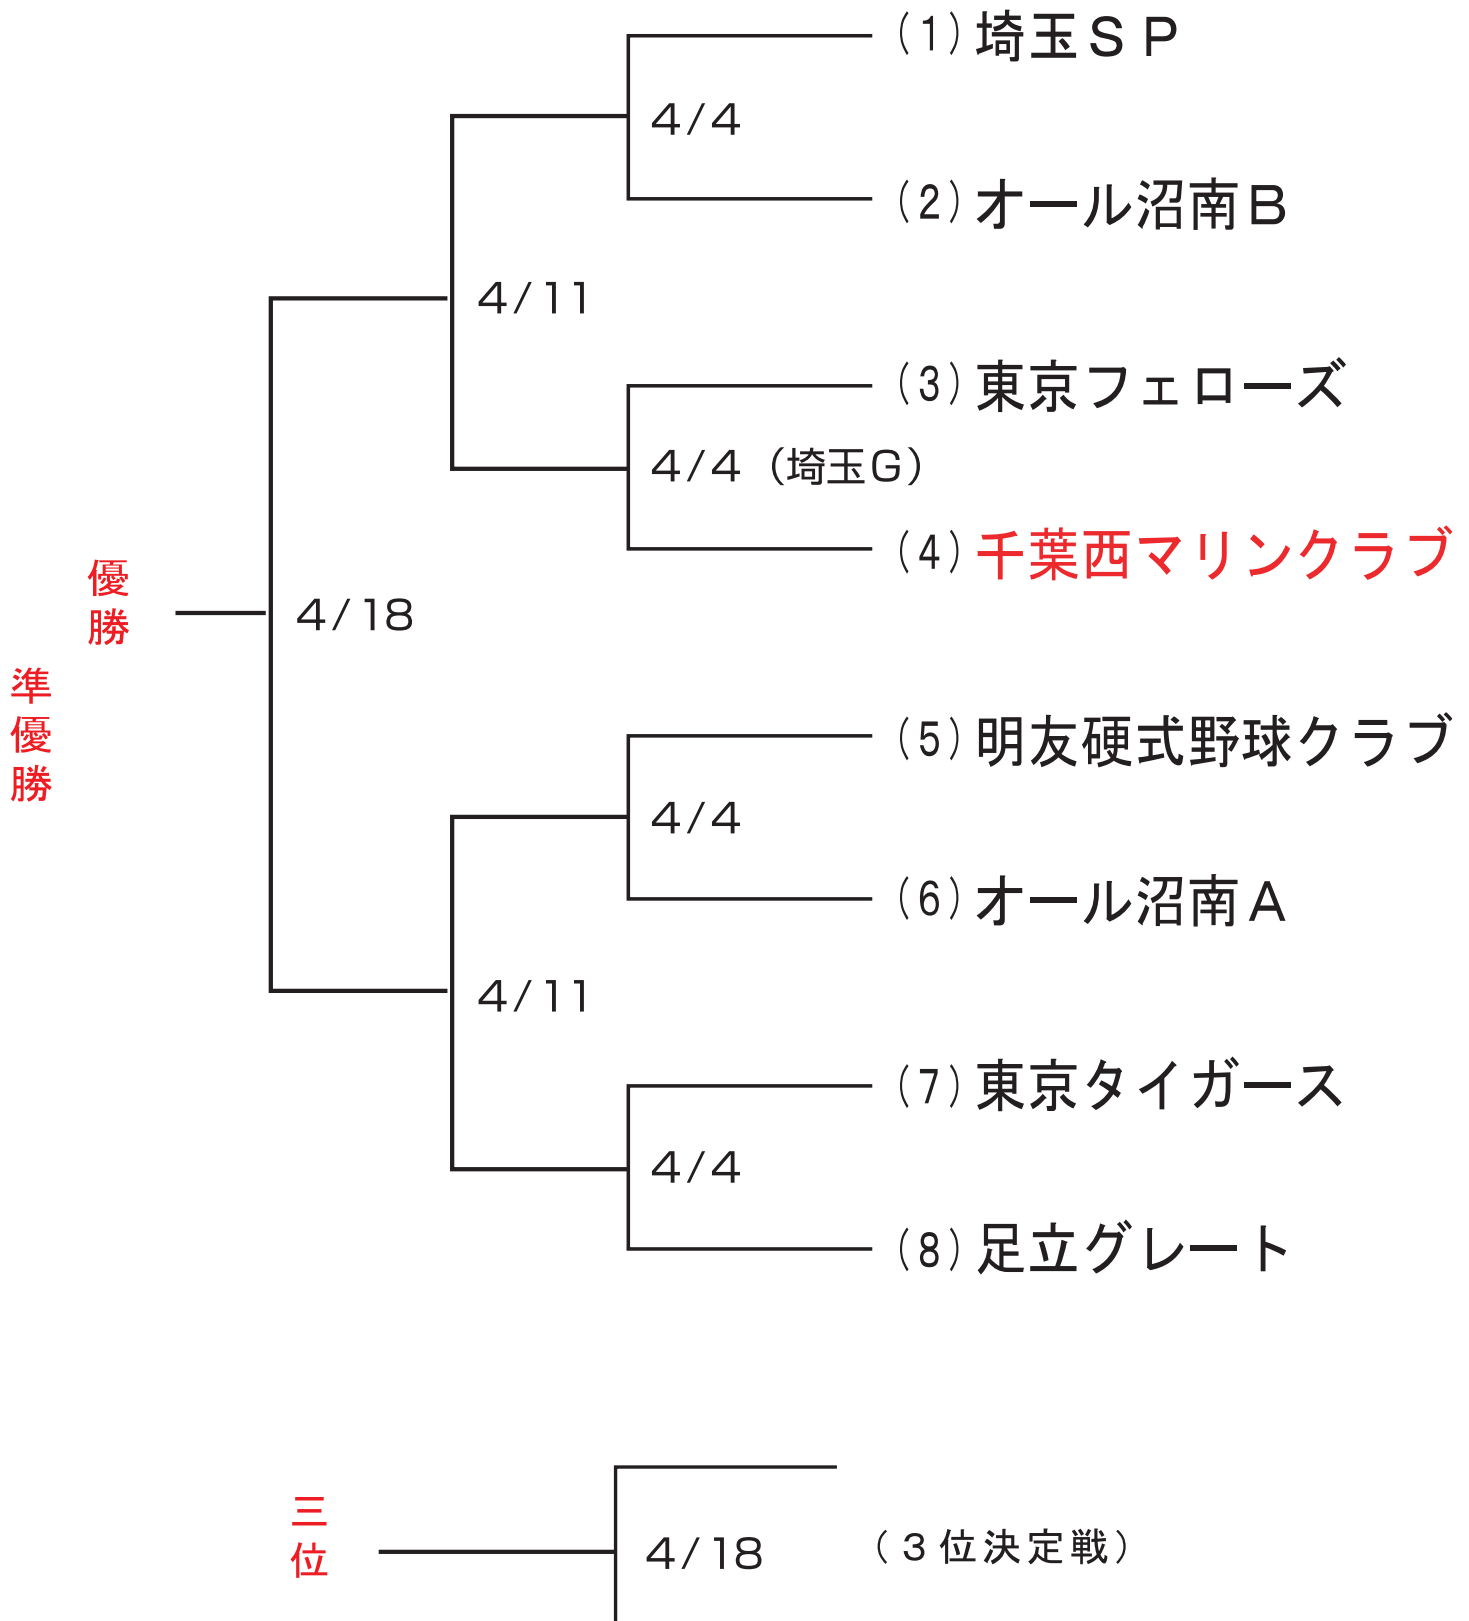 （1）埼玉ＳＰ
4/4
（2）オール沼南B
4/11
（3）東京フェローズ
4/4（埼玉G）
（4）千葉西マリンクラブ
優勝
4/18
準優勝
（5）明友硬式野球クラブ
4/4
（6）オール沼南A
4/11
（7）東京タイガース
4/4
（8）足立グレート
三位
4/18
（３位決定戦）